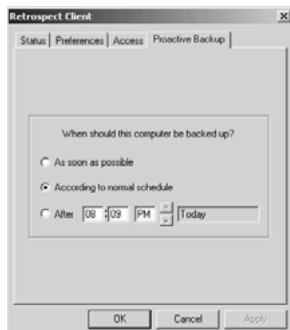 Retrospect Client
Status Preferences Access Proactive Backup
When should this computer be backed up?
As soon as possible
According to normal schedule
After 08 : 09 PM Today
OK Cancel Apply